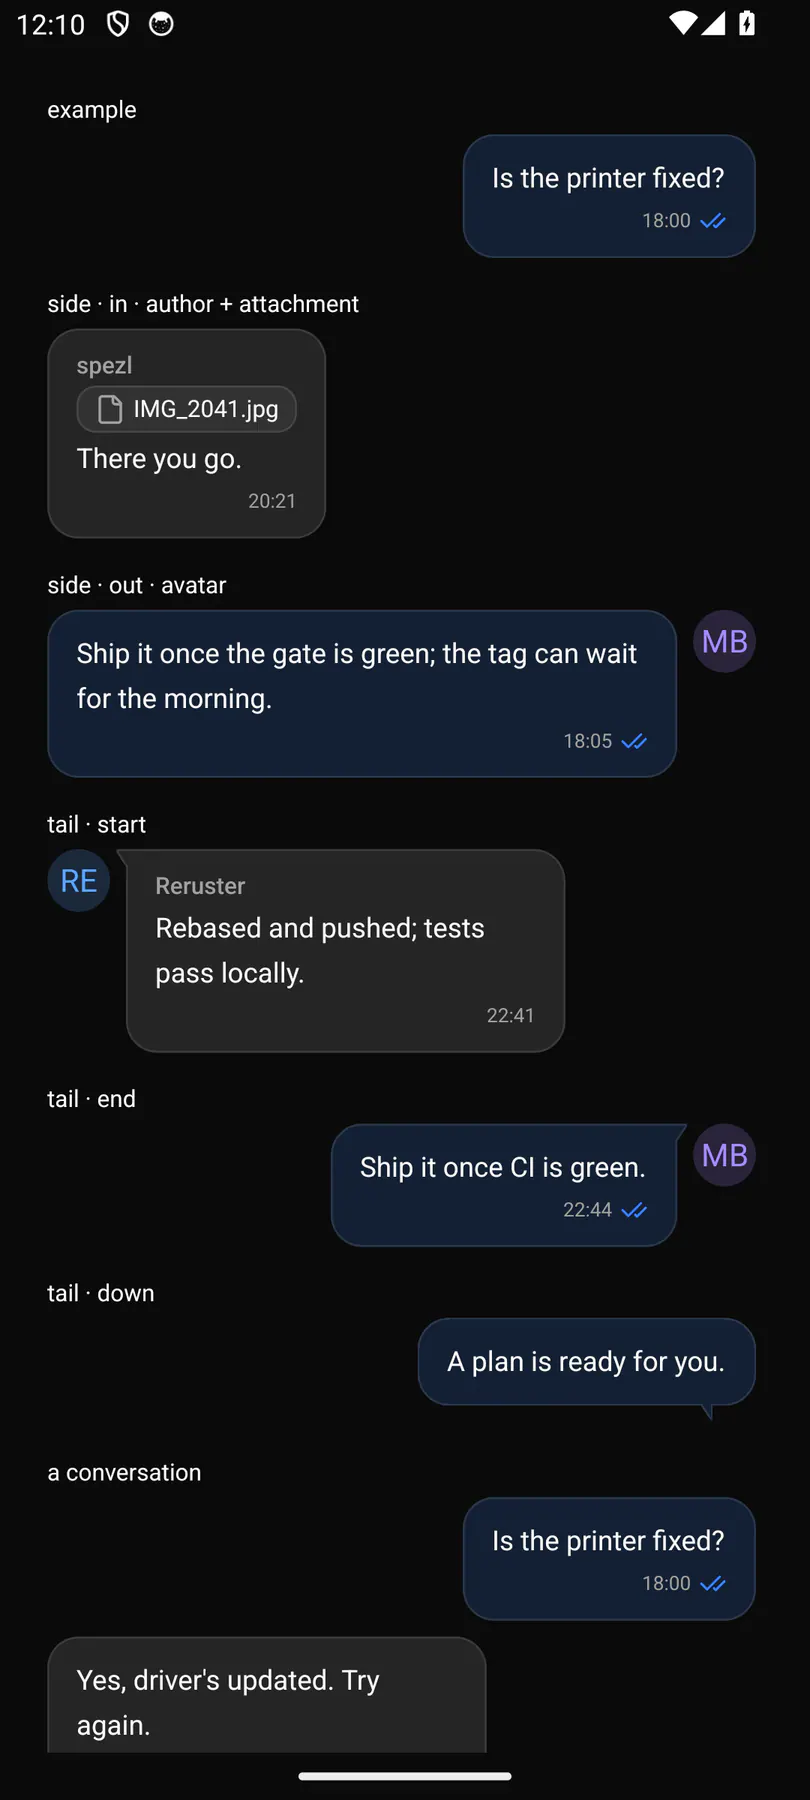 12:10
example
Is the printer fixed?
18:00
side · in · author + attachment
spezl
IMG_2041.jpg
There you go.
20:21
side · out · avatar
Ship it once the gate is green; the tag can wait
for the morning.
18:05
MB
tail · start
RE
Reruster
Rebased and pushed; tests
pass locally.
22:41
tail · end
Ship it once CI is green.
22:44
MB
tail · down
A plan is ready for you.
a conversation
Is the printer fixed?
18:00
Yes, driver's updated. Try
again.